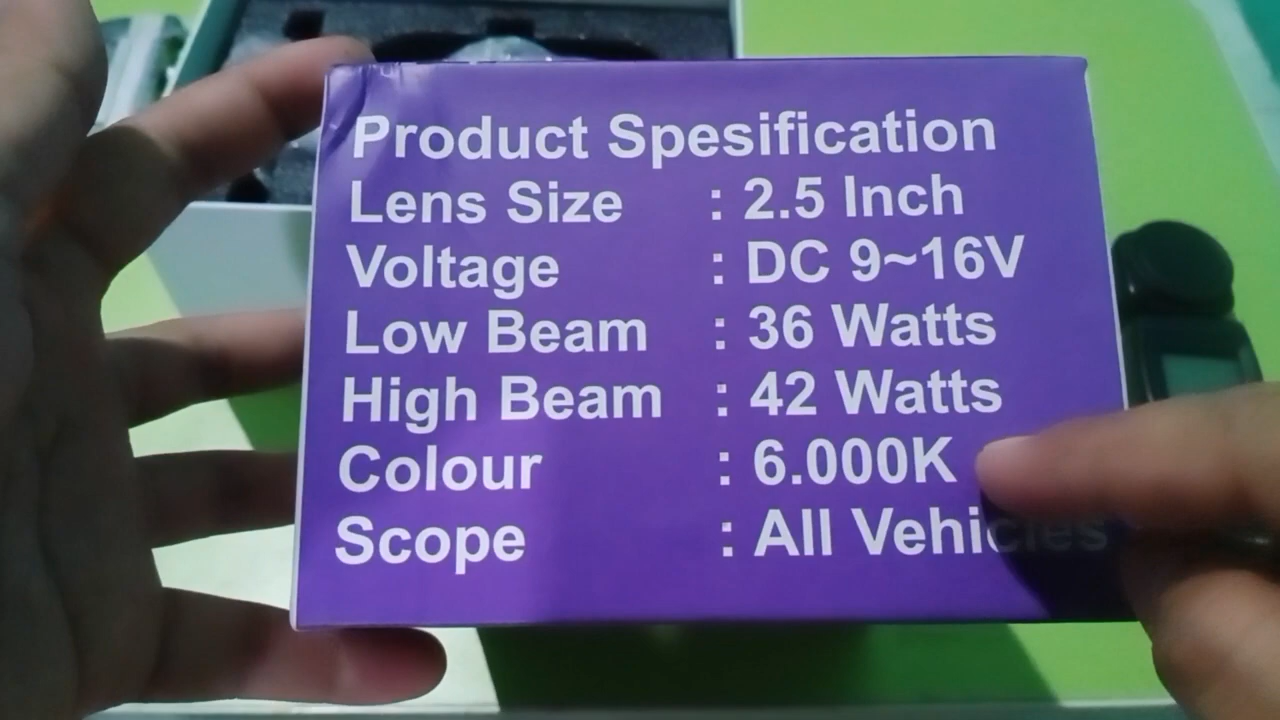 Product Spesification
Lens Size : 2.5 Inch
Voltage : DC 9~16V
Low Beam : 36 Watts
High Beam : 42 Watts
Colour : 6.000K
Scope : All Vehicles